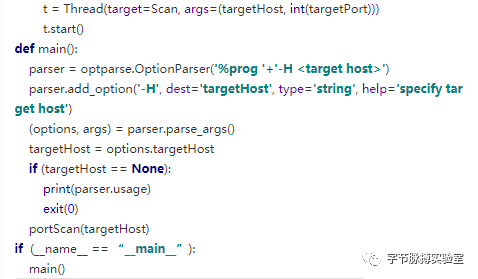 t = Thread(target=Scan, args=(targetHost, int(targetPort)))
t.start()
def main():
parser = optparse.OptionParser('%prog '+'-H <target host>')
parser.add_option('-H', dest='targetHost', type='string', help='specify tar
get host')
(options, args) = parser.parse_args()
targetHost = options.targetHost
if (targetHost == None):
print(parser.usage)
exit(0)
portScan(targetHost)
if (__name__ == “__main__” ):
main()
字节脉搏实验室